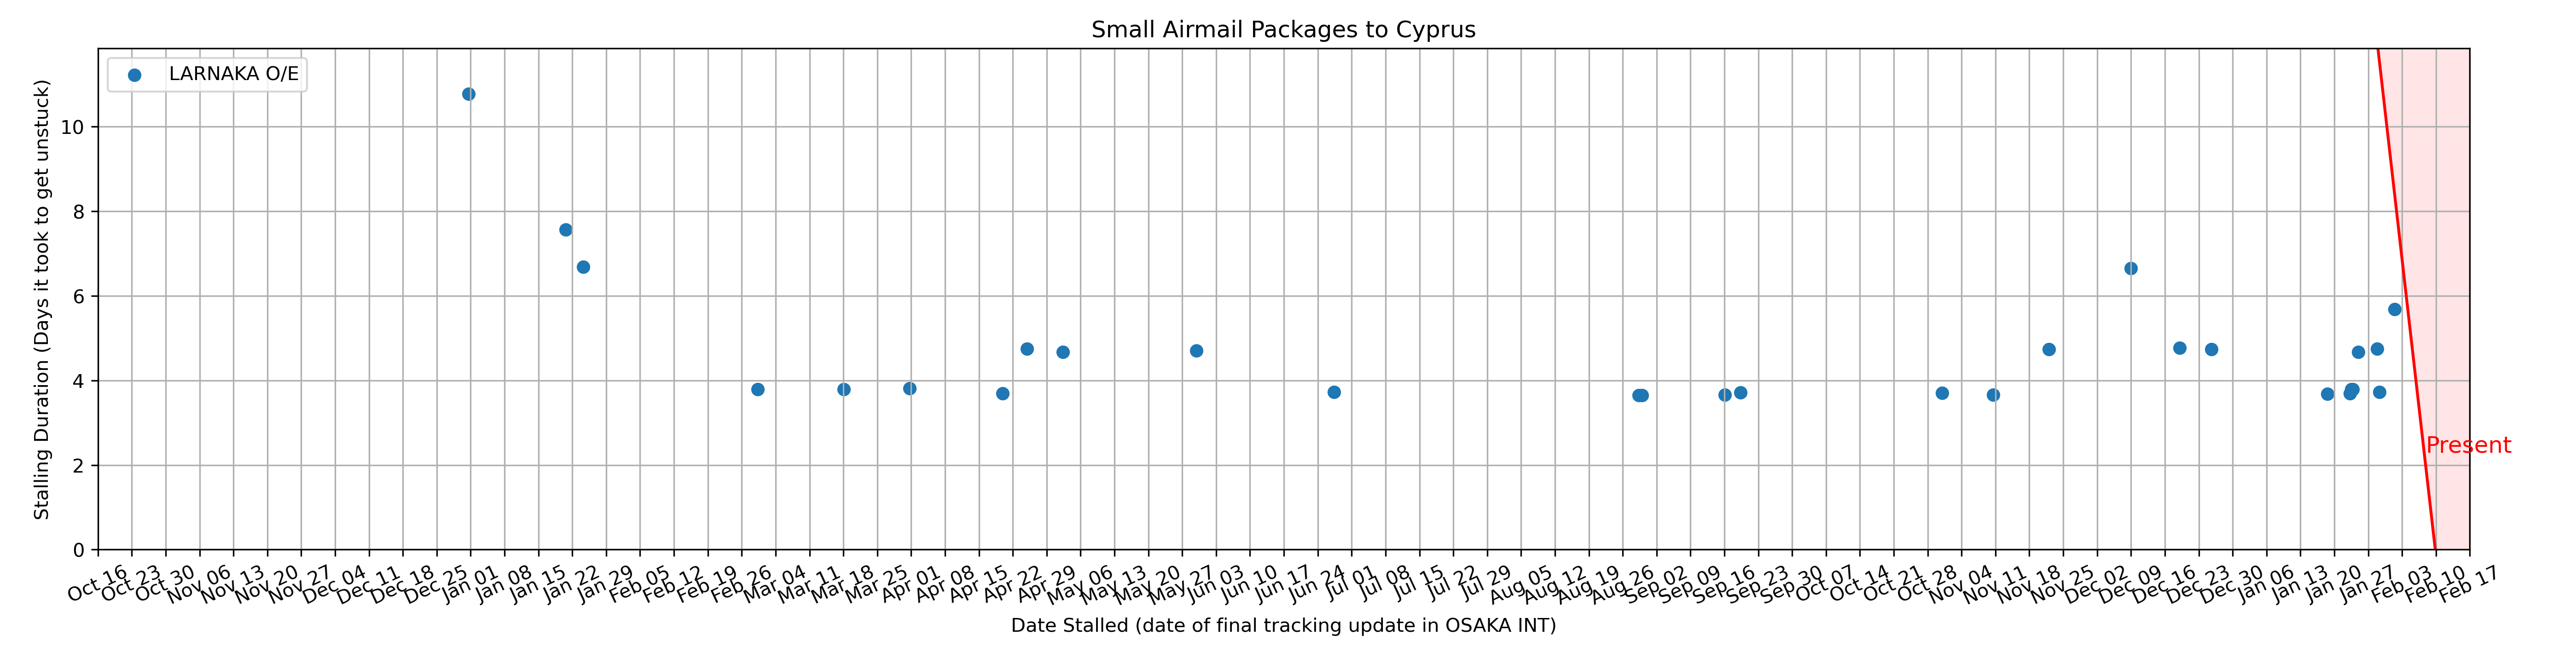 Small Airmail Packages to Cyprus
LARNAKA O/E
Stalling Duration (Days it took to get unstuck)
10
8
6
4
2
0
Present
Oct 16
Oct 23
Oct 30
Nov 06
Nov 13
Nov 20
Nov 27
Dec 04
Dec 11
Dec 18
Dec 25
Jan 01
Jan 08
Jan 15
Jan 22
Jan 29
Feb 05
Feb 12
Feb 19
Feb 26
Mar 04
Mar 11
Mar 18
Mar 25
Apr 01
Apr 08
Apr 15
Apr 22
Apr 29
May 06
May 13
May 20
May 27
Jun 03
Jun 10
Jun 17
Jun 24
Jul 01
Jul 08
Jul 15
Jul 22
Jul 29
Aug 05
Aug 12
Aug 19
Aug 26
Sep 02
Sep 09
Sep 16
Sep 23
Sep 30
Oct 07
Oct 14
Oct 21
Oct 28
Nov 04
Nov 11
Nov 18
Nov 25
Dec 02
Dec 09
Dec 16
Dec 23
Dec 30
Jan 06
Jan 13
Jan 20
Jan 27
Feb 03
Feb 10
Feb 17
Date Stalled (date of final tracking update in OSAKA INT)